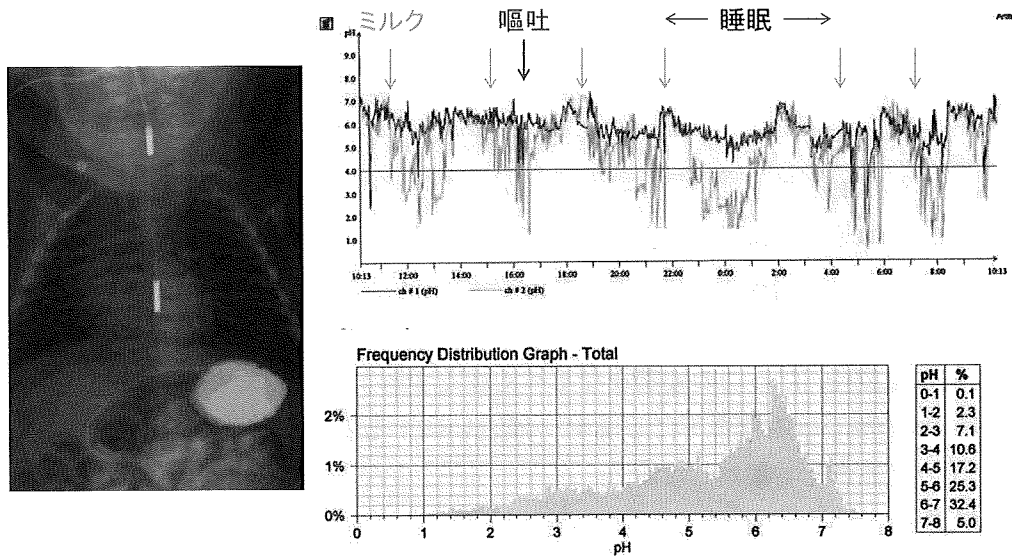 ミルク 嘔吐 睡眠
pH
9.0
8.0
7.0
6.0
5.0
4.0
3.0
2.0
1.0
10:13 12:00 14:00 16:00 18:00 20:00 22:00 0:00 2:00 4:00 6:00 8:00 10:13
ch # 1 (pH) ch # 2 (pH)
Frequency Distribution Graph - Total
2%
1%
0%
0 1 2 3 4 5 6 7 8
pH
pH %
0-1 0.1
1-2 2.3
2-3 7.1
3-4 10.6
4-5 17.2
5-6 25.3
6-7 32.4
7-8 5.0